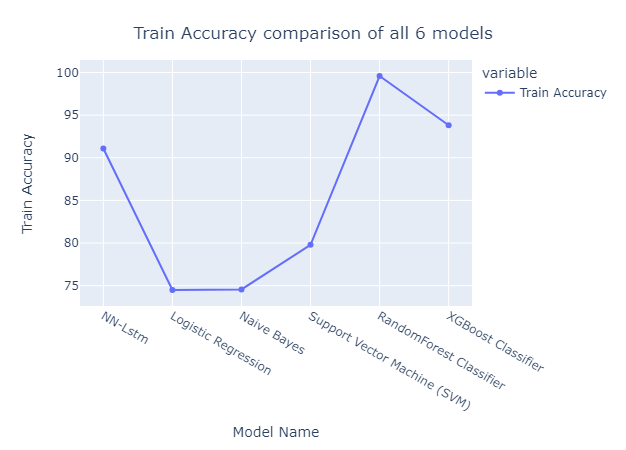 Train Accuracy comparison of all 6 models
variable
Train Accuracy
Train Accuracy
100
95
90
85
80
75
NN-Lstm
Logistic Regression
Naive Bayes
Support Vector Machine (SVM)
RandomForest Classifier
XGBoost Classifier
Model Name